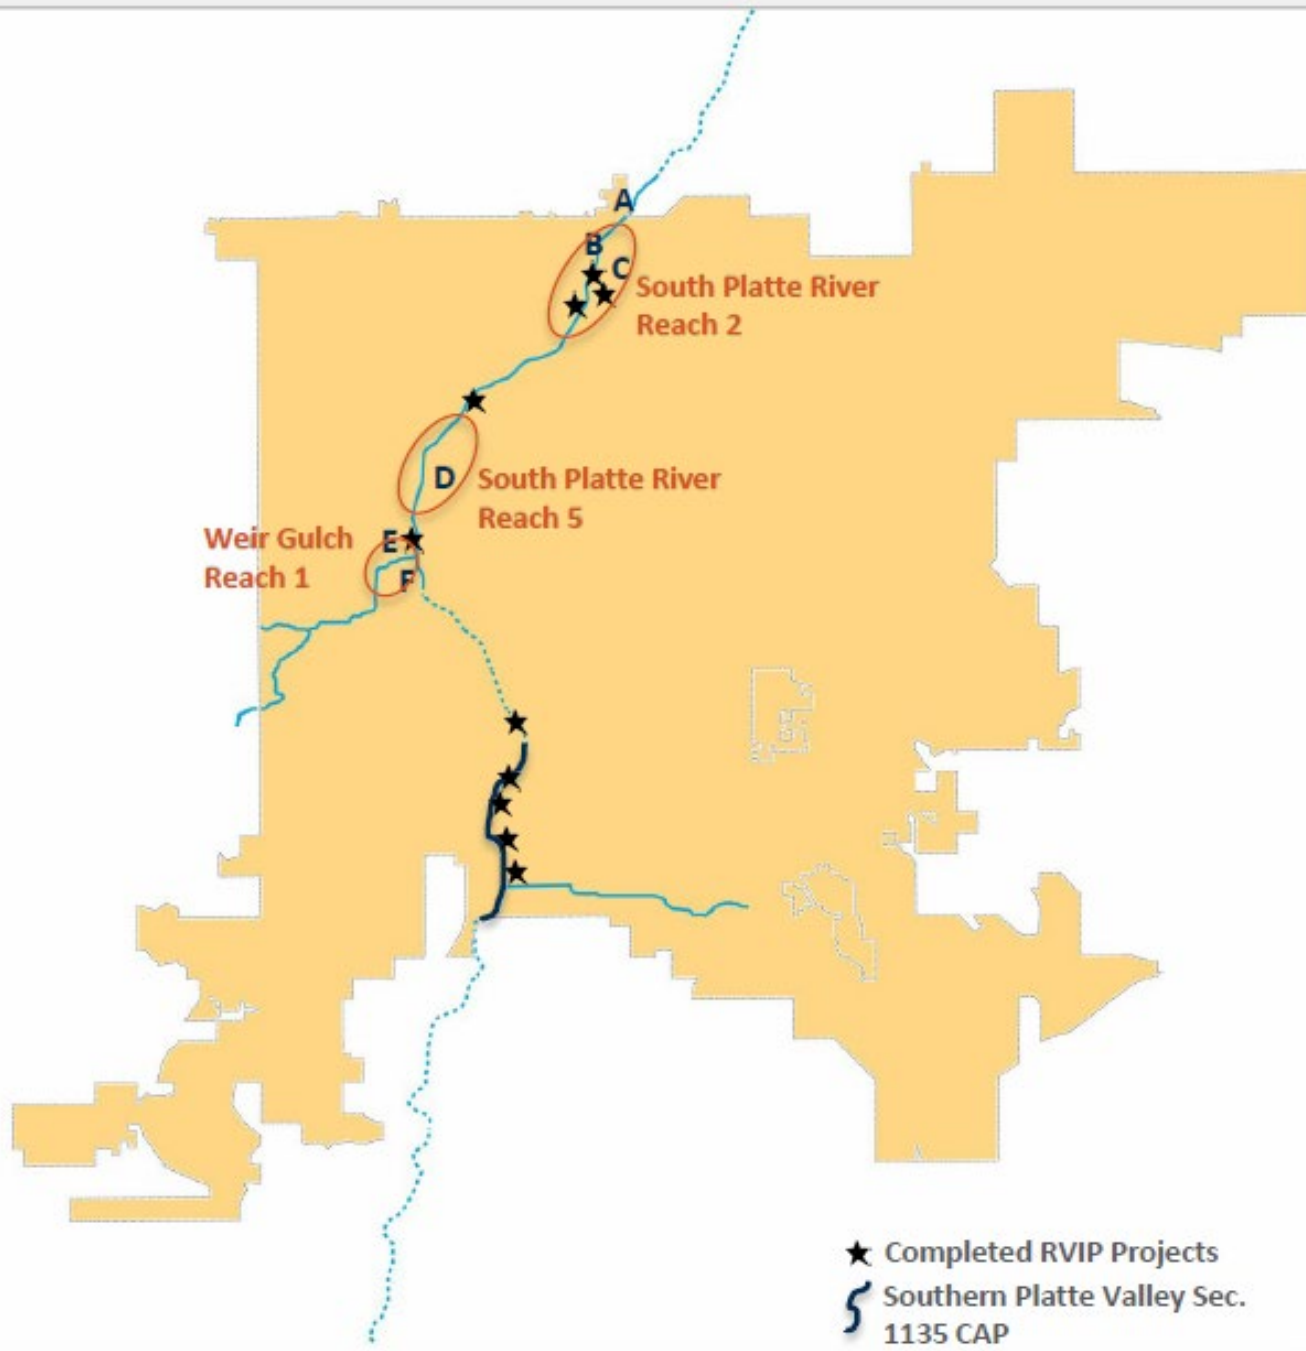 A
B
C
South Platte River
Reach 2
D
South Platte River
Reach 5
Weir Gulch
Reach 1
E
F
Completed RVIP Projects
Southern Platte Valley Sec.
1135 CAP